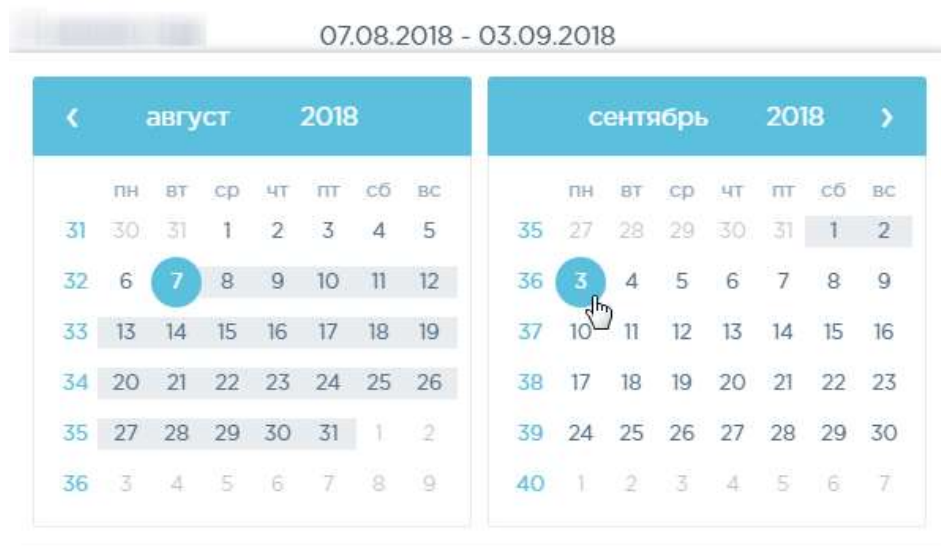 07.08.2018 - 03.09.2018
‹ август 2018
пн вт ср чт пт сб вс
31 30 31 1 2 3 4 5
32 6 7 8 9 10 11 12
33 13 14 15 16 17 18 19
34 20 21 22 23 24 25 26
35 27 28 29 30 31 1 2
36 3 4 5 6 7 8 9
сентябрь 2018 ›
пн вт ср чт пт сб вс
35 27 28 29 30 31 1 2
36 3 4 5 6 7 8 9
37 10 11 12 13 14 15 16
38 17 18 19 20 21 22 23
39 24 25 26 27 28 29 30
40 1 2 3 4 5 6 7